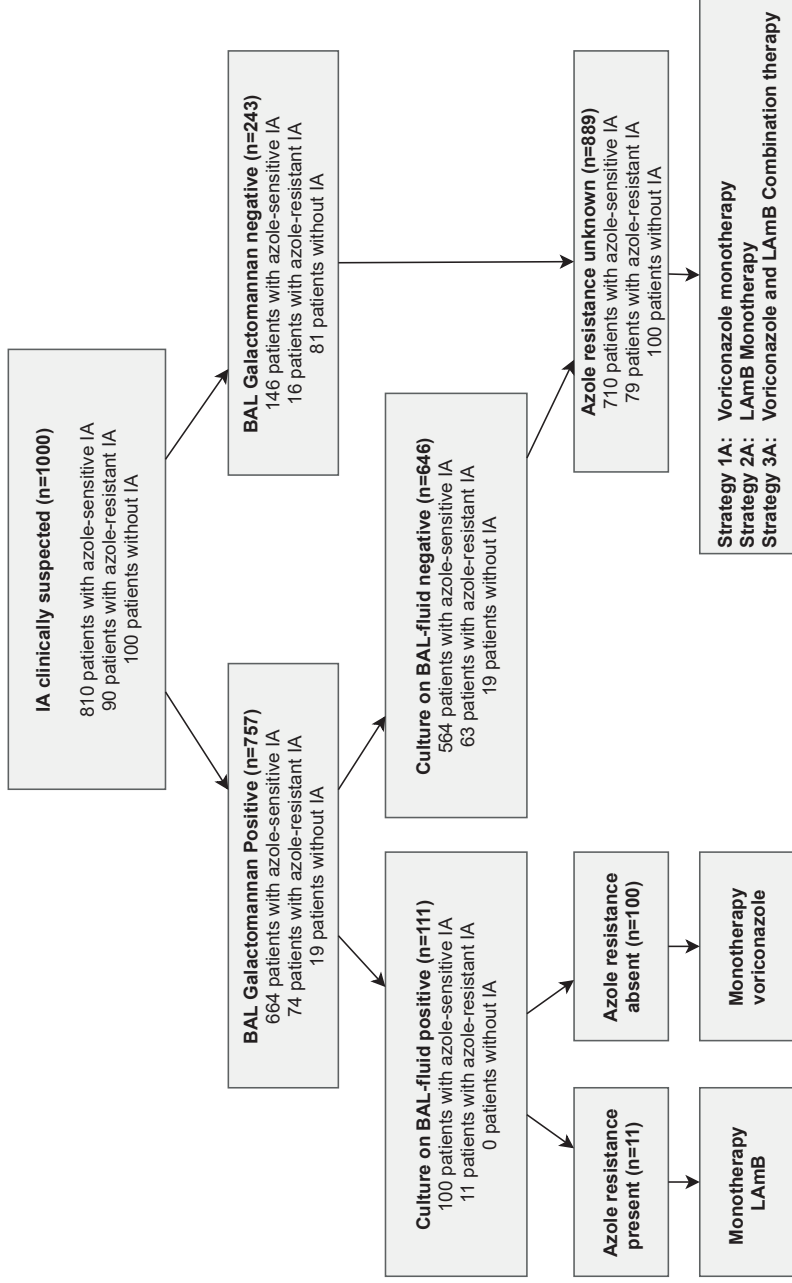 IA clinically suspected (n=1000)
810 patients with azole-sensitive IA
90 patients with azole-resistant IA
100 patients without IA
BAL Galactomannan Positive (n=757)
664 patients with azole-sensitive IA
74 patients with azole-resistant IA
19 patients without IA
BAL Galactomannan negative (n=243)
146 patients with azole-sensitive IA
16 patients with azole-resistant IA
81 patients without IA
Culture on BAL-fluid positive (n=111)
100 patients with azole-sensitive IA
11 patients with azole-resistant IA
0 patients without IA
Culture on BAL-fluid negative (n=646)
564 patients with azole-sensitive IA
63 patients with azole-resistant IA
19 patients without IA
Azole resistance
present (n=11)
Azole resistance
absent (n=100)
Azole resistance unknown (n=889)
710 patients with azole-sensitive IA
79 patients with azole-resistant IA
100 patients without IA
Monotherapy
LAmB
Monotherapy
voriconazole
Strategy 1A: Voriconazole monotherapy
Strategy 2A: LAmB Monotherapy
Strategy 3A: Voriconazole and LAmB Combination therapy